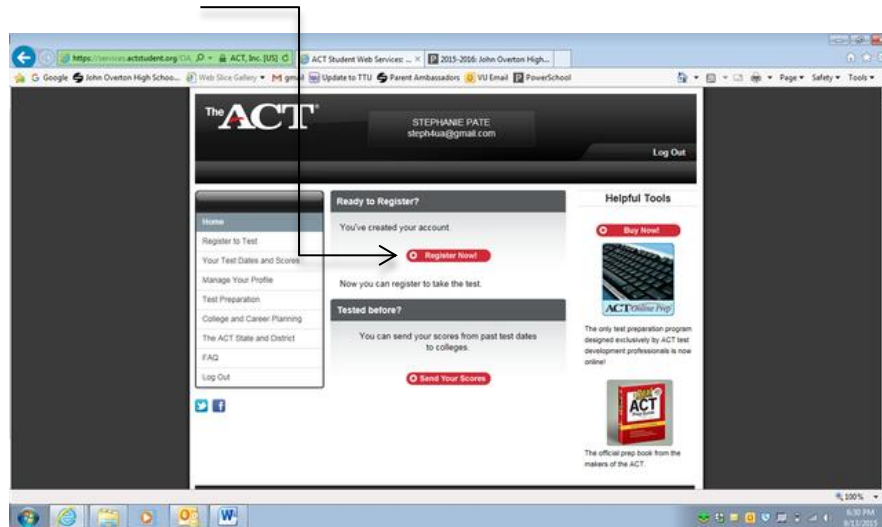 https://services.actstudent.org/OA
ACT, Inc. [US]
ACT Student Web Services: ...
2015-2016: John Overton High...
Google
John Overton High Schoo...
Web Slice Gallery
M gmail
Update to TTU
Parent Ambassadors
VU Email
PowerSchool
Page
Safety
Tools
The ACT
STEPHANIE PATE
steph4ua@gmail.com
Log Out
Home
Register to Test
Your Test Dates and Scores
Manage Your Profile
Test Preparation
College and Career Planning
The ACT State and District
FAQ
Log Out
Ready to Register?
You've created your account.
Register Now!
Now you can register to take the test.
Tested before?
You can send your scores from past test dates
to colleges.
Send Your Scores
Helpful Tools
Buy Now!
ACT Online Prep
The only test preparation program
designed exclusively by ACT test
development professionals is now
online!
ACT
The official prep book from the
makers of the ACT.
100%
6:30 PM
8/11/2015